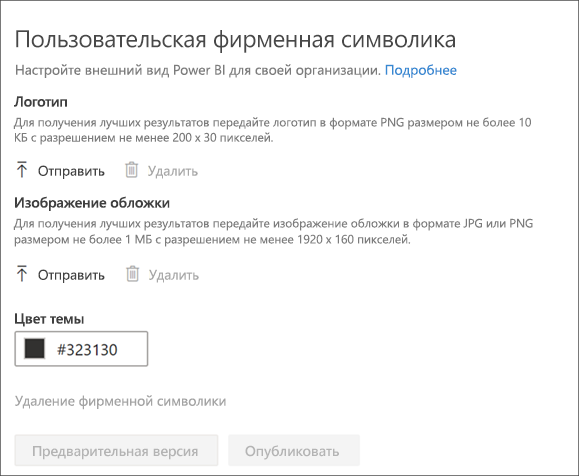 Пользовательская фирменная символика
Настройте внешний вид Power BI для своей организации. Подробнее
Логотип
Для получения лучших результатов передайте логотип в формате PNG размером не более 10
КБ с разрешением не менее 200 x 30 пикселей.
Отправить Удалить
Изображение обложки
Для получения лучших результатов передайте изображение обложки в формате JPG или PNG
размером не более 1 МБ с разрешением не менее 1920 x 160 пикселей.
Отправить Удалить
Цвет темы
#323130
Удаление фирменной символики
Предварительная версия Опубликовать